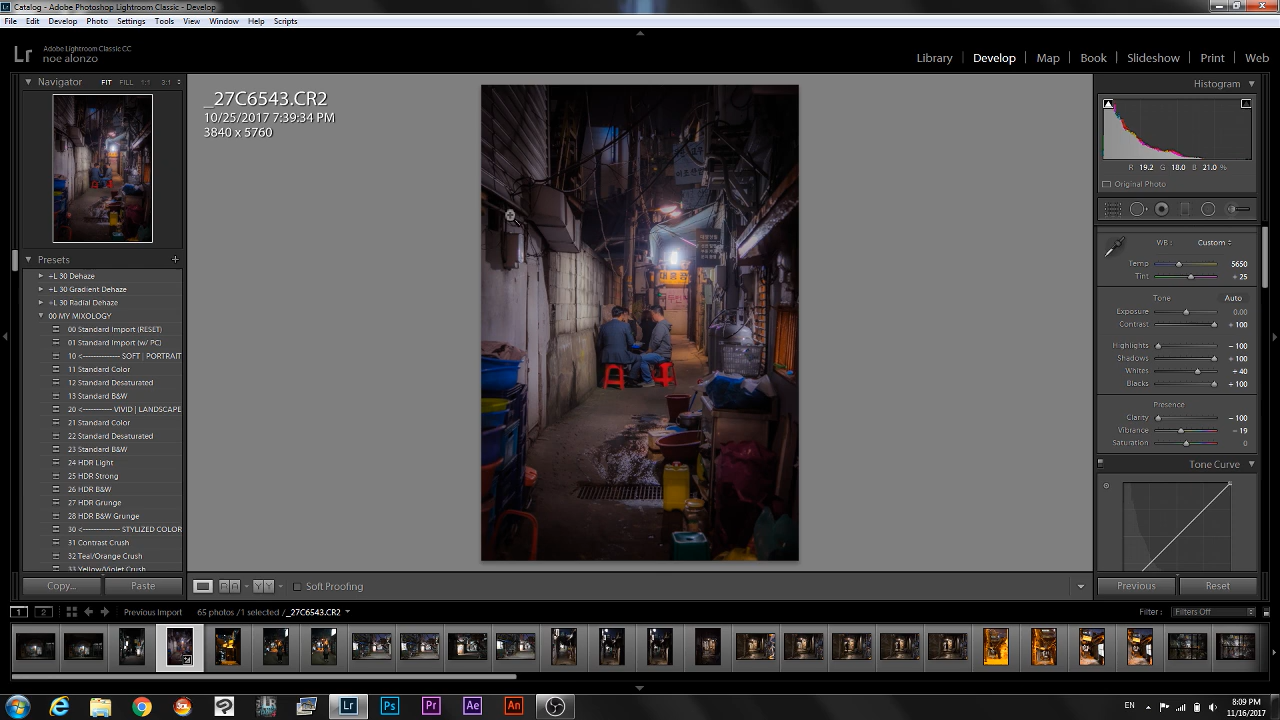 Catalog - Adobe Photoshop Lightroom Classic - Develop
File Edit Develop Photo Settings Tools View Window Help Scripts
Lr Adobe Lightroom Classic CC
noe alonzo
Library | Develop | Map | Book | Slideshow | Print | Web
Navigator FIT FILL 1:1 3:1
Histogram
_27C6543.CR2
10/25/2017 7:39:34 PM
3840 x 5760
R 19.2 G 18.0 B 21.0 %
Original Photo
Presets +
+L 30 Dehaze
+L 30 Gradient Dehaze
+L 30 Radial Dehaze
00 MY MIXOLOGY
00 Standard Import (RESET)
01 Standard Import (w/ PC)
10 <-------------- SOFT | PORTRAIT
11 Standard Color
12 Standard Desaturated
13 Standard B&W
20 <----------- VIVID | LANDSCAPE
21 Standard Color
22 Standard Desaturated
23 Standard B&W
24 HDR Light
25 HDR Strong
26 HDR B&W
27 HDR Grunge
28 HDR B&W Grunge
30 <-------------- STYLIZED COLOR
31 Contrast Crush
32 Teal/Orange Crush
33 Yellow/Violet Crush
WB : Custom
Temp 5650
Tint + 25
Tone Auto
Exposure 0.00
Contrast + 100
Highlights - 100
Shadows + 100
Whites + 40
Blacks + 100
Presence
Clarity - 100
Vibrance - 19
Saturation 0
Tone Curve
Copy... Paste
Soft Proofing
Previous Reset
1 2 Previous Import 65 photos /1 selected /_27C6543.CR2
Filter : Filters Off
Lr Ps Pr Ae An
EN 8:09 PM
11/16/2017